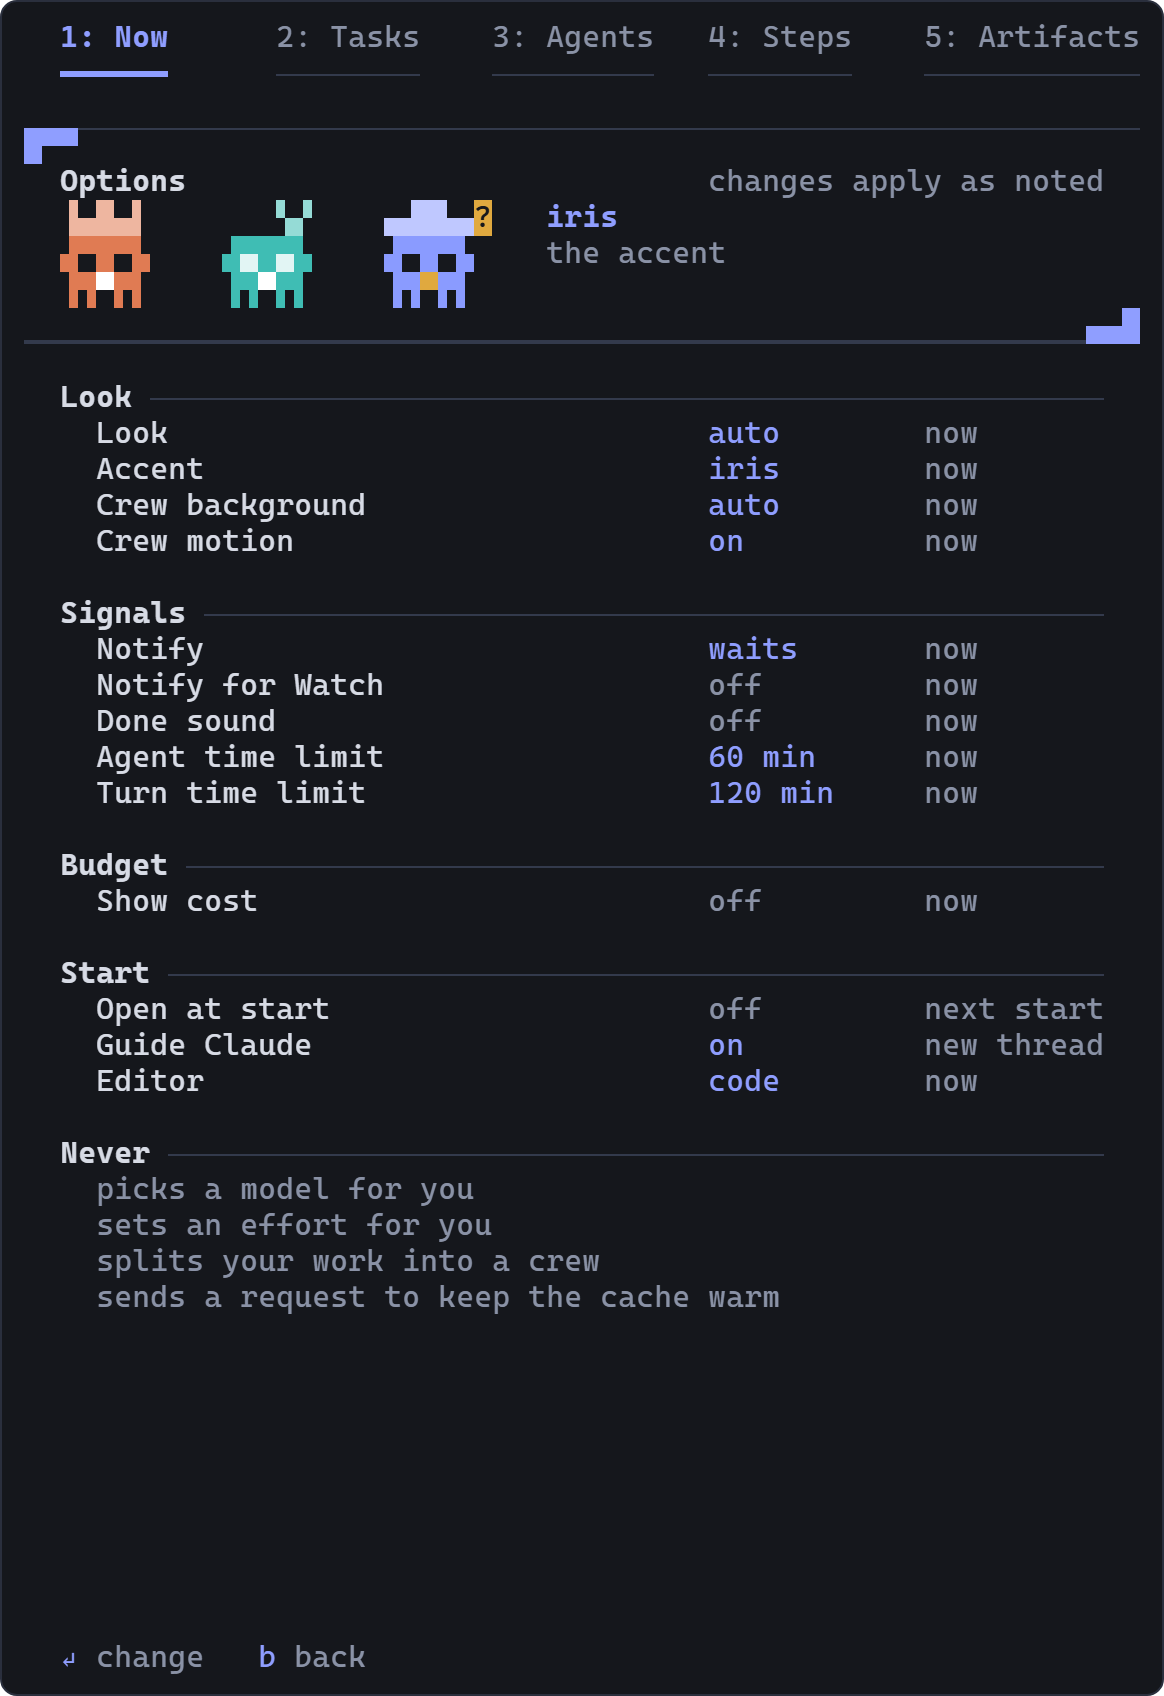 1: Now 2: Tasks 3: Agents 4: Steps 5: Artifacts
Options changes apply as noted
? iris
the accent
Look
Look auto now
Accent iris now
Crew background auto now
Crew motion on now
Signals
Notify waits now
Notify for Watch off now
Done sound off now
Agent time limit 60 min now
Turn time limit 120 min now
Budget
Show cost off now
Start
Open at start off next start
Guide Claude on new thread
Editor code now
Never
picks a model for you
sets an effort for you
splits your work into a crew
sends a request to keep the cache warm
↲ change b back